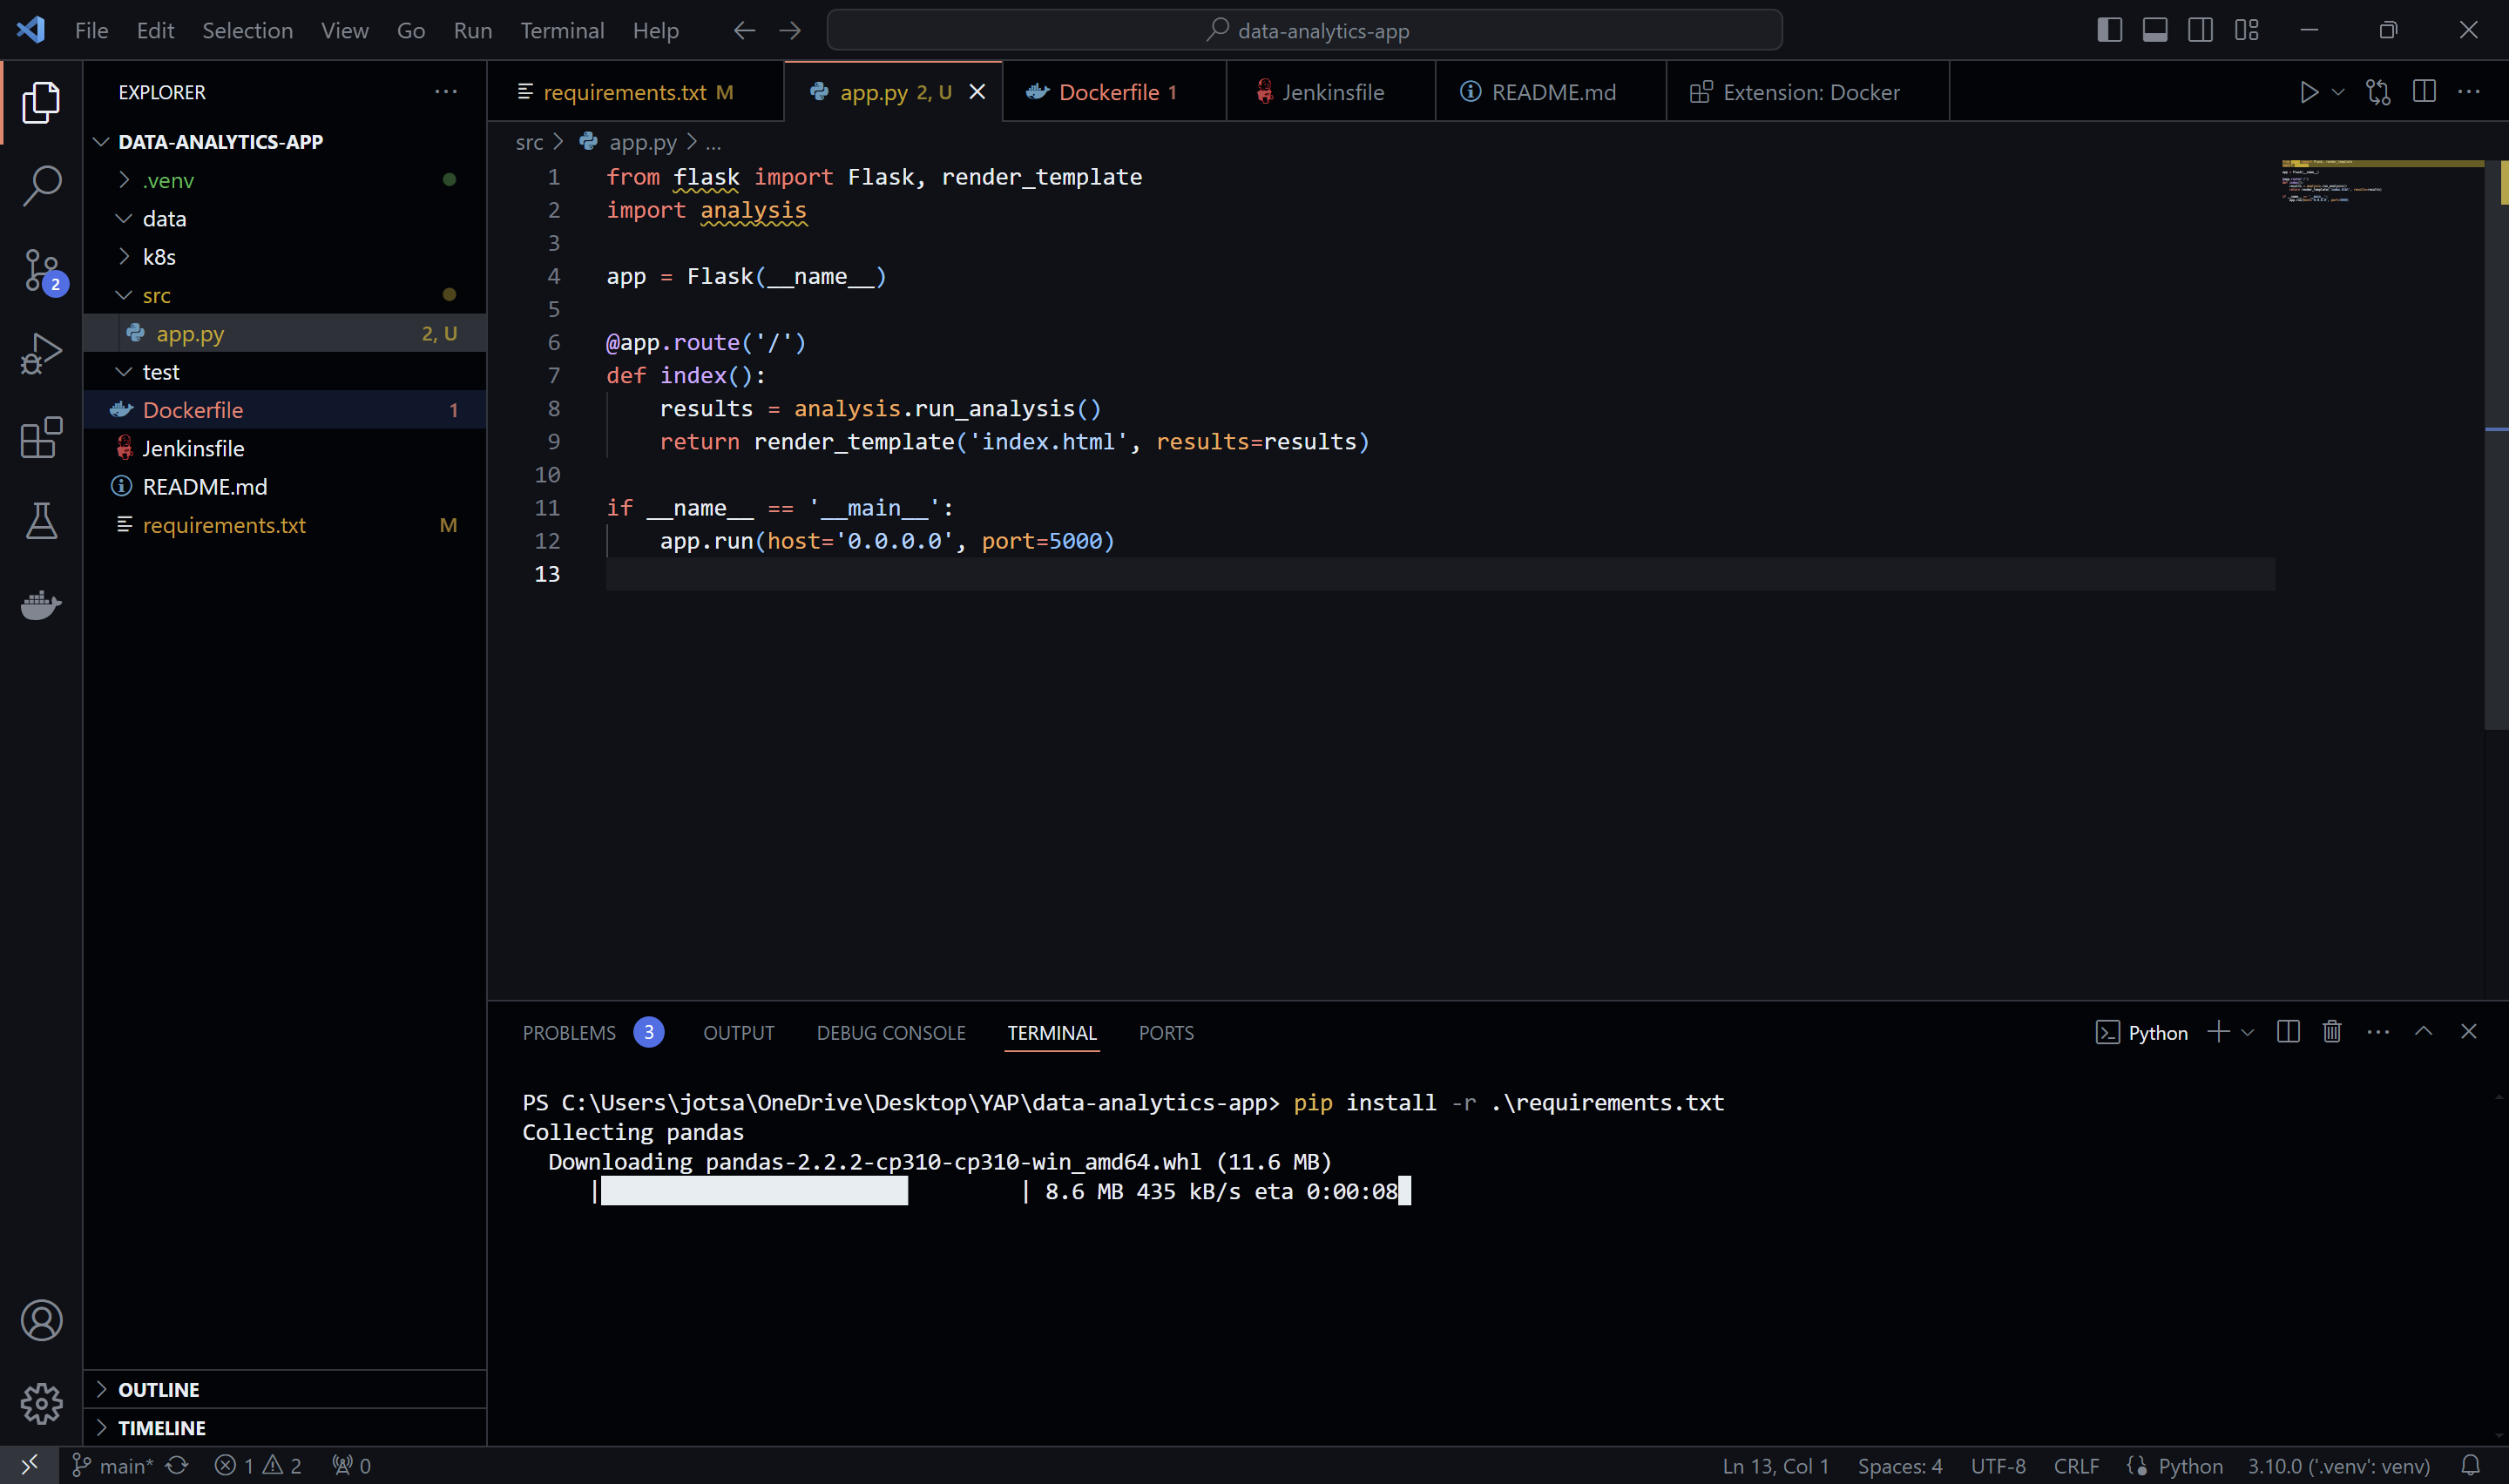 File Edit Selection View Go Run Terminal Help data-analytics-app
EXPLORER
DATA-ANALYTICS-APP
.venv
data
k8s
src
app.py 2, U
test
Dockerfile 1
Jenkinsfile
README.md
requirements.txt M
OUTLINE
TIMELINE
2
requirements.txt M app.py 2, U Dockerfile 1 Jenkinsfile README.md Extension: Docker
src > app.py > ...
1 from flask import Flask, render_template
2 import analysis
3
4 app = Flask(__name__)
5
6 @app.route('/')
7 def index():
8 results = analysis.run_analysis()
9 return render_template('index.html', results=results)
10
11 if __name__ == '__main__':
12 app.run(host='0.0.0.0', port=5000)
13
PROBLEMS 3 OUTPUT DEBUG CONSOLE TERMINAL PORTS Python
PS C:\Users\jotsa\OneDrive\Desktop\YAP\data-analytics-app> pip install -r .\requirements.txt
Collecting pandas
Downloading pandas-2.2.2-cp310-cp310-win_amd64.whl (11.6 MB)
| | 8.6 MB 435 kB/s eta 0:00:08
main* 1 2 0 Ln 13, Col 1 Spaces: 4 UTF-8 CRLF Python 3.10.0 ('.venv': venv)